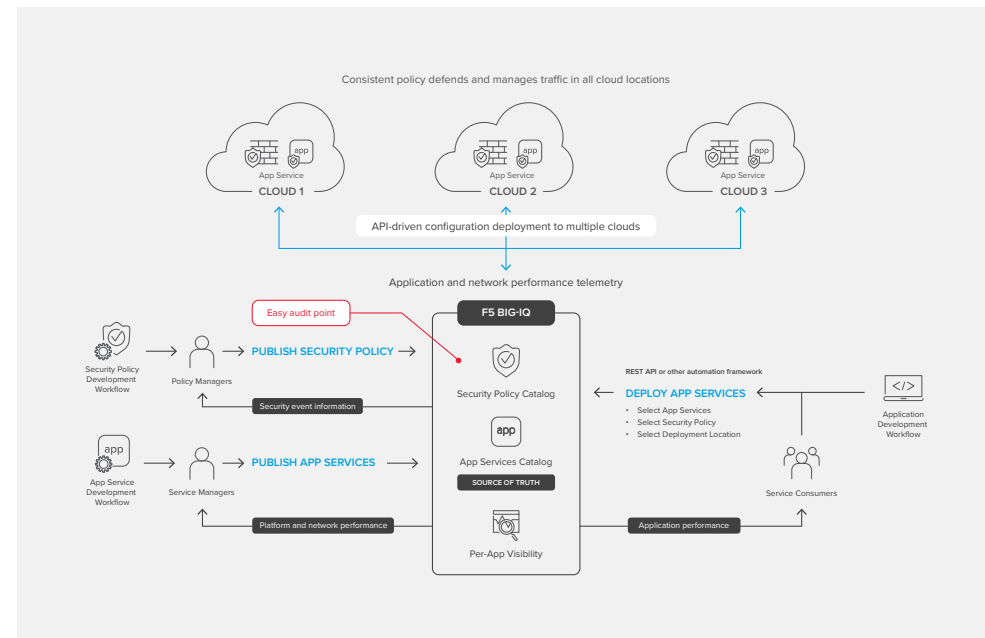 Consistent policy defends and manages traffic in all cloud locations
app
App Service
CLOUD 1
app
App Service
CLOUD 2
app
App Service
CLOUD 3
API-driven configuration deployment to multiple clouds
Application and network performance telemetry
Easy audit point
F5 BIG-IQ
Security Policy
Development
Workflow
Policy Managers
PUBLISH SECURITY POLICY
Security event information
Security Policy Catalog
REST API or other automation framework
DEPLOY APP SERVICES
• Select App Services
• Select Security Policy
• Select Deployment Location
</>
Application
Development
Workflow
app
App Service
Development
Workflow
Service Managers
PUBLISH APP SERVICES
Platform and network performance
app
App Services Catalog
SOURCE OF TRUTH
Per-App Visibility
Service Consumers
Application performance